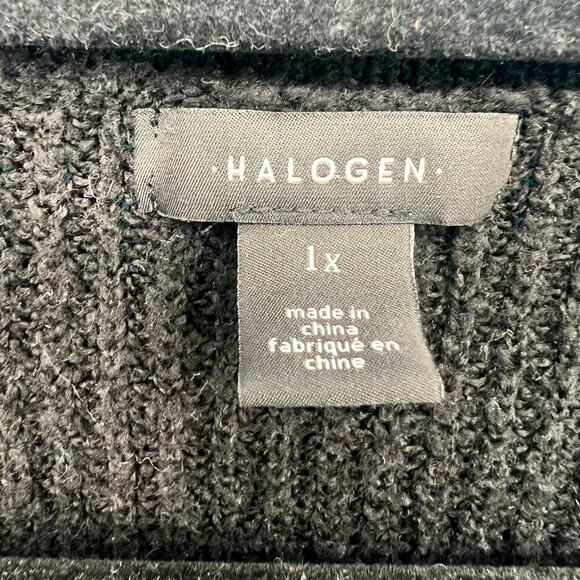 ·HALOGEN·
1x
made in
china
fabriqué en
chine